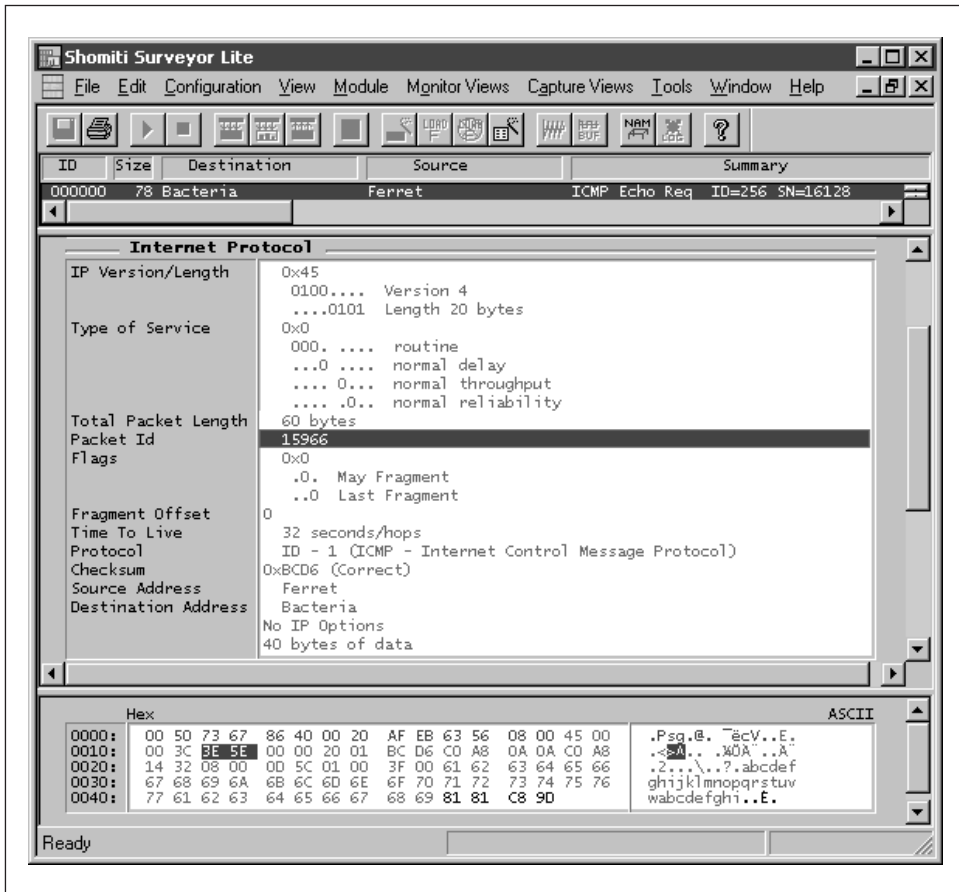 Shomiti Surveyor Lite
File Edit Configuration View Module Monitor Views Capture Views Tools Window Help
ID Size Destination Source Summary
000000 78 Bacteria Ferret ICMP Echo Req ID=256 SN=16128
Internet Protocol
IP Version/Length 0x45
0100.... Version 4
....0101 Length 20 bytes
Type of Service 0x0
000. .... routine
...0 .... normal delay
.... 0... normal throughput
.... .0.. normal reliability
Total Packet Length 60 bytes
Packet Id 15966
Flags 0x0
.0. May Fragment
..0 Last Fragment
Fragment Offset 0
Time To Live 32 seconds/hops
Protocol ID - 1 (ICMP - Internet Control Message Protocol)
Checksum 0xBCD6 (Correct)
Source Address Ferret
Destination Address Bacteria
No IP Options
40 bytes of data
Hex ASCII
0000: 00 50 73 67 86 40 00 20 AF EB 63 56 08 00 45 00 .Psg.@. ¯ëcV..E.
0010: 00 3C 3E 5E 00 00 20 01 BC D6 C0 A8 0A 0A C0 A8
0020: 14 32 08 00 0D 5C 01 00 3F 00 61 62 63 64 65 66 .2...\..?.abcdef
0030: 67 68 69 6A 6B 6C 6D 6E 6F 70 71 72 73 74 75 76 ghijklmnopqrstuv
0040: 77 61 62 63 64 65 66 67 68 69 81 81 C8 9D wabcdefghi..È.
Ready